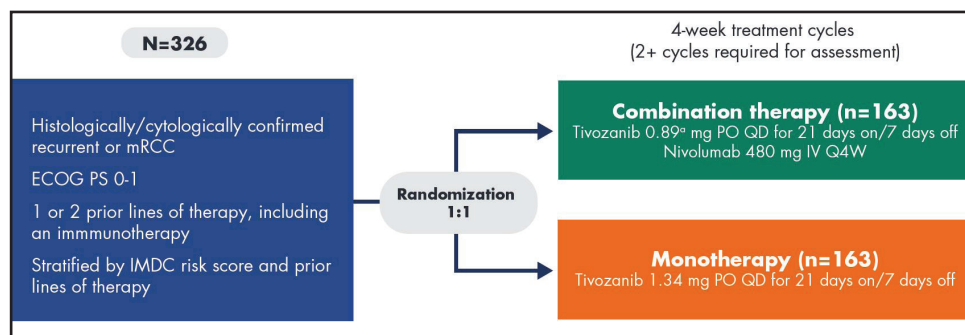 N=326
4-week treatment cycles
(2+ cycles required for assessment)
Histologically/cytologically confirmed
recurrent or mRCC
ECOG PS 0-1
1 or 2 prior lines of therapy, including
an immmunotherapy
Stratified by IMDC risk score and prior
lines of therapy
Randomization
1:1
Combination therapy (n=163)
Tivozanib 0.89ª mg PO QD for 21 days on/7 days off
Nivolumab 480 mg IV Q4W
Monotherapy (n=163)
Tivozanib 1.34 mg PO QD for 21 days on/7 days off